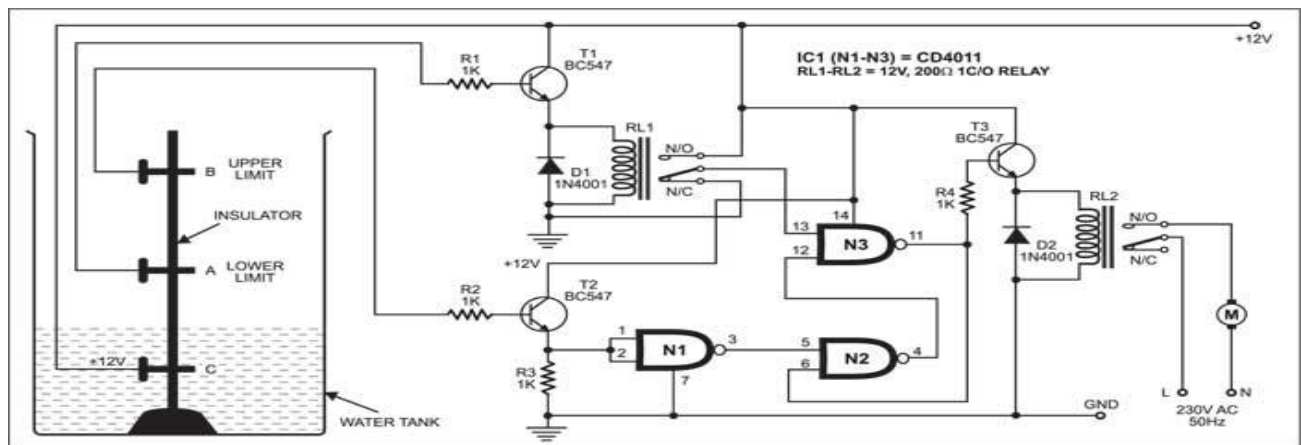 +12V
IC1 (N1-N3) = CD4011
RL1-RL2 = 12V, 200Ω 1C/O RELAY
R1
1K
T1
BC547
RL1
N/O
N/C
D1
1N4001
T3
BC547
R4
1K
RL2
N/O
N/C
D2
1N4001
B
UPPER
LIMIT
INSULATOR
A
LOWER
LIMIT
+12V
C
WATER TANK
+12V
R2
1K
T2
BC547
R3
1K
1
2
N1
3
7
5
6
N2
4
13
12
14
N3
11
M
GND
L
N
230V AC
50Hz